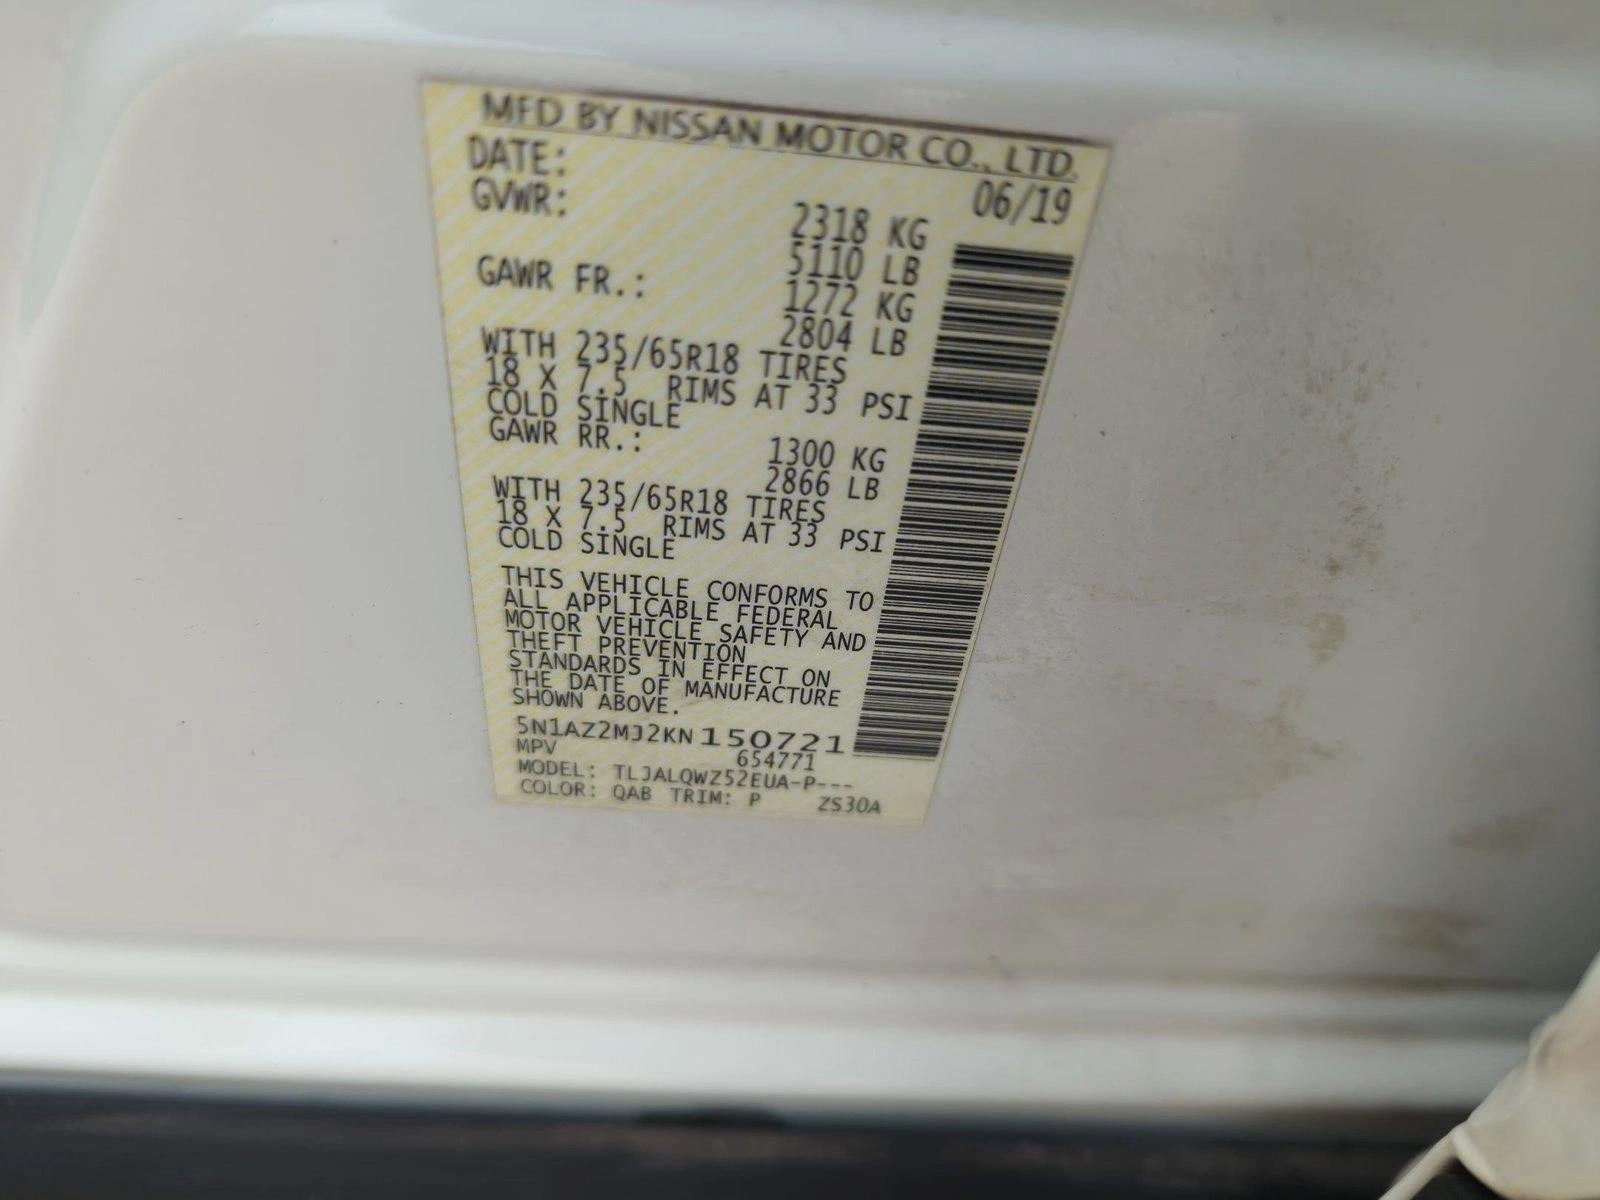 MFD BY NISSAN MOTOR CO., LTD.
DATE: 06/19
GVWR: 2318 KG
5110 LB
GAWR FR.: 1272 KG
2804 LB
WITH 235/65R18 TIRES
18 X 7.5 RIMS AT 33 PSI
COLD SINGLE
GAWR RR.: 1300 KG
2866 LB
WITH 235/65R18 TIRES
18 X 7.5 RIMS AT 33 PSI
COLD SINGLE
THIS VEHICLE CONFORMS TO
ALL APPLICABLE FEDERAL
MOTOR VEHICLE SAFETY AND
THEFT PREVENTION
STANDARDS IN EFFECT ON
THE DATE OF MANUFACTURE
SHOWN ABOVE.
5N1AZ2MJ2KN150721
MPV 654771
MODEL: TLJALQWZ52EUA-P---
COLOR: QAB TRIM: P ZS30A